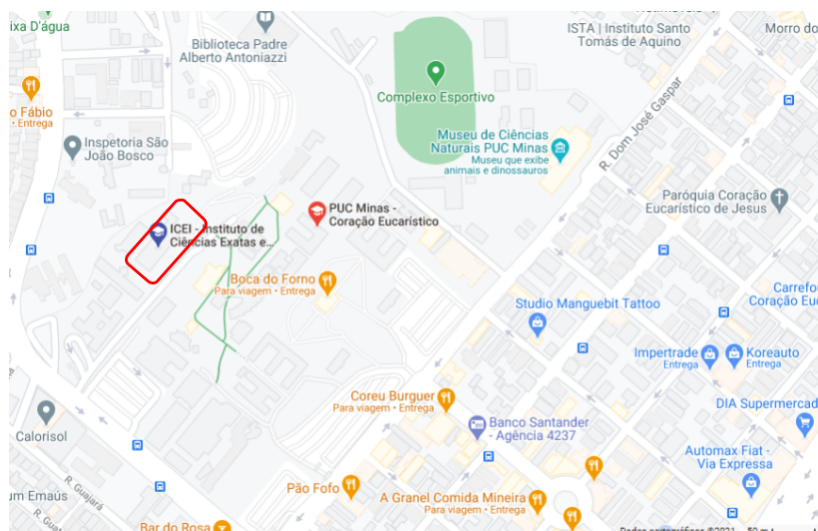 ixa D'água
Biblioteca Padre
Alberto Antoniazzi
ISTA | Instituto Santo
Tomás de Aquino
Morro do
Complexo Esportivo
o Fábio
Entrega
Inspetoria São
João Bosco
Museu de Ciências
Naturais PUC Minas
Museu que exibe
animais e dinossauros
R. Dom José Gaspar
Paróquia Coração
Eucarístico de Jesus
PUC Minas -
Coração Eucarístico
ICEI - Instituto de
Ciências Exatas e...
Boca do Forno
Para viagem • Entrega
Carrefo
Coração Eu
Studio Manguebit Tattoo
Impertrade
Entrega
Koreauto
Entrega
Coreu Burguer
Para viagem • Entrega
DIA Supermercad
Calorisol
Banco Santander
- Agência 4237
Automax Fiat -
Via Expressa
R. Guajará
um Emaús
Pão Fofo
A Granel Comida Mineira
Para viagem • Entrega
Bar do Rosa